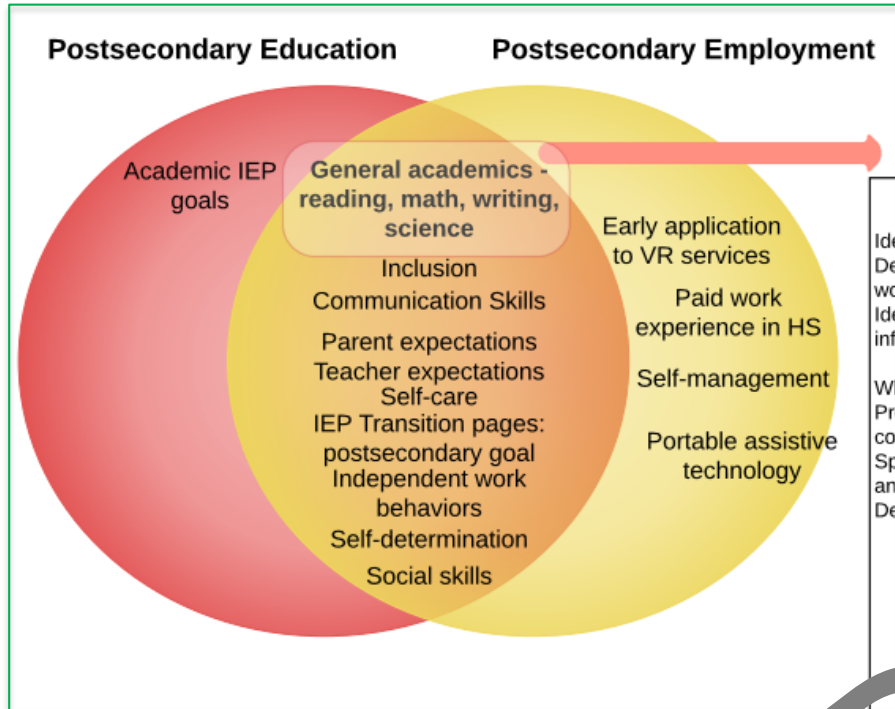 Postsecondary Education
Postsecondary Employment
Academic IEP
goals
General academics -
reading, math, writing,
science
Inclusion
Communication Skills
Parent expectations
Teacher expectations
Self-care
IEP Transition pages:
postsecondary goal
Independent work
behaviors
Self-determination
Social skills
Early application
to VR services
Paid work
experience in HS
Self-management
Portable assistive
technology